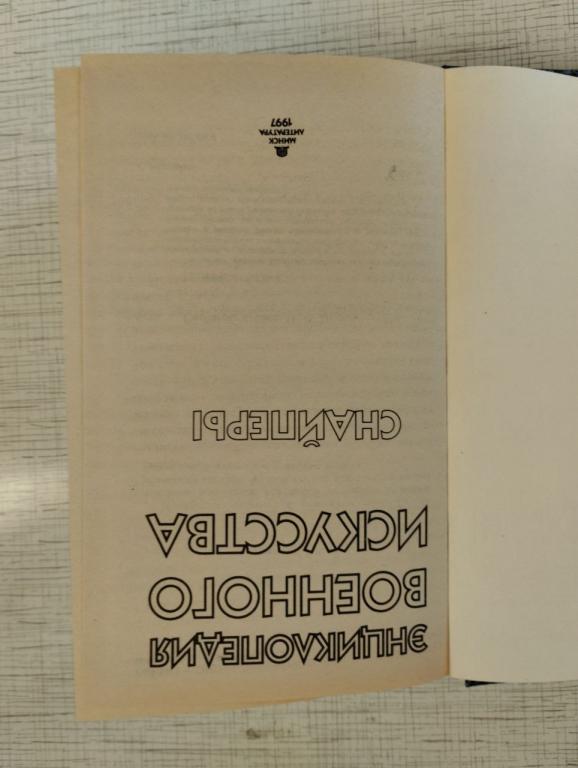 ЭНЦИКЛОПЕДИЯ
ВОЕННОГО
ИСКУССТВА
СНАЙПЕРЫ
МИНСК
ЛИТЕРАТУРА
1997